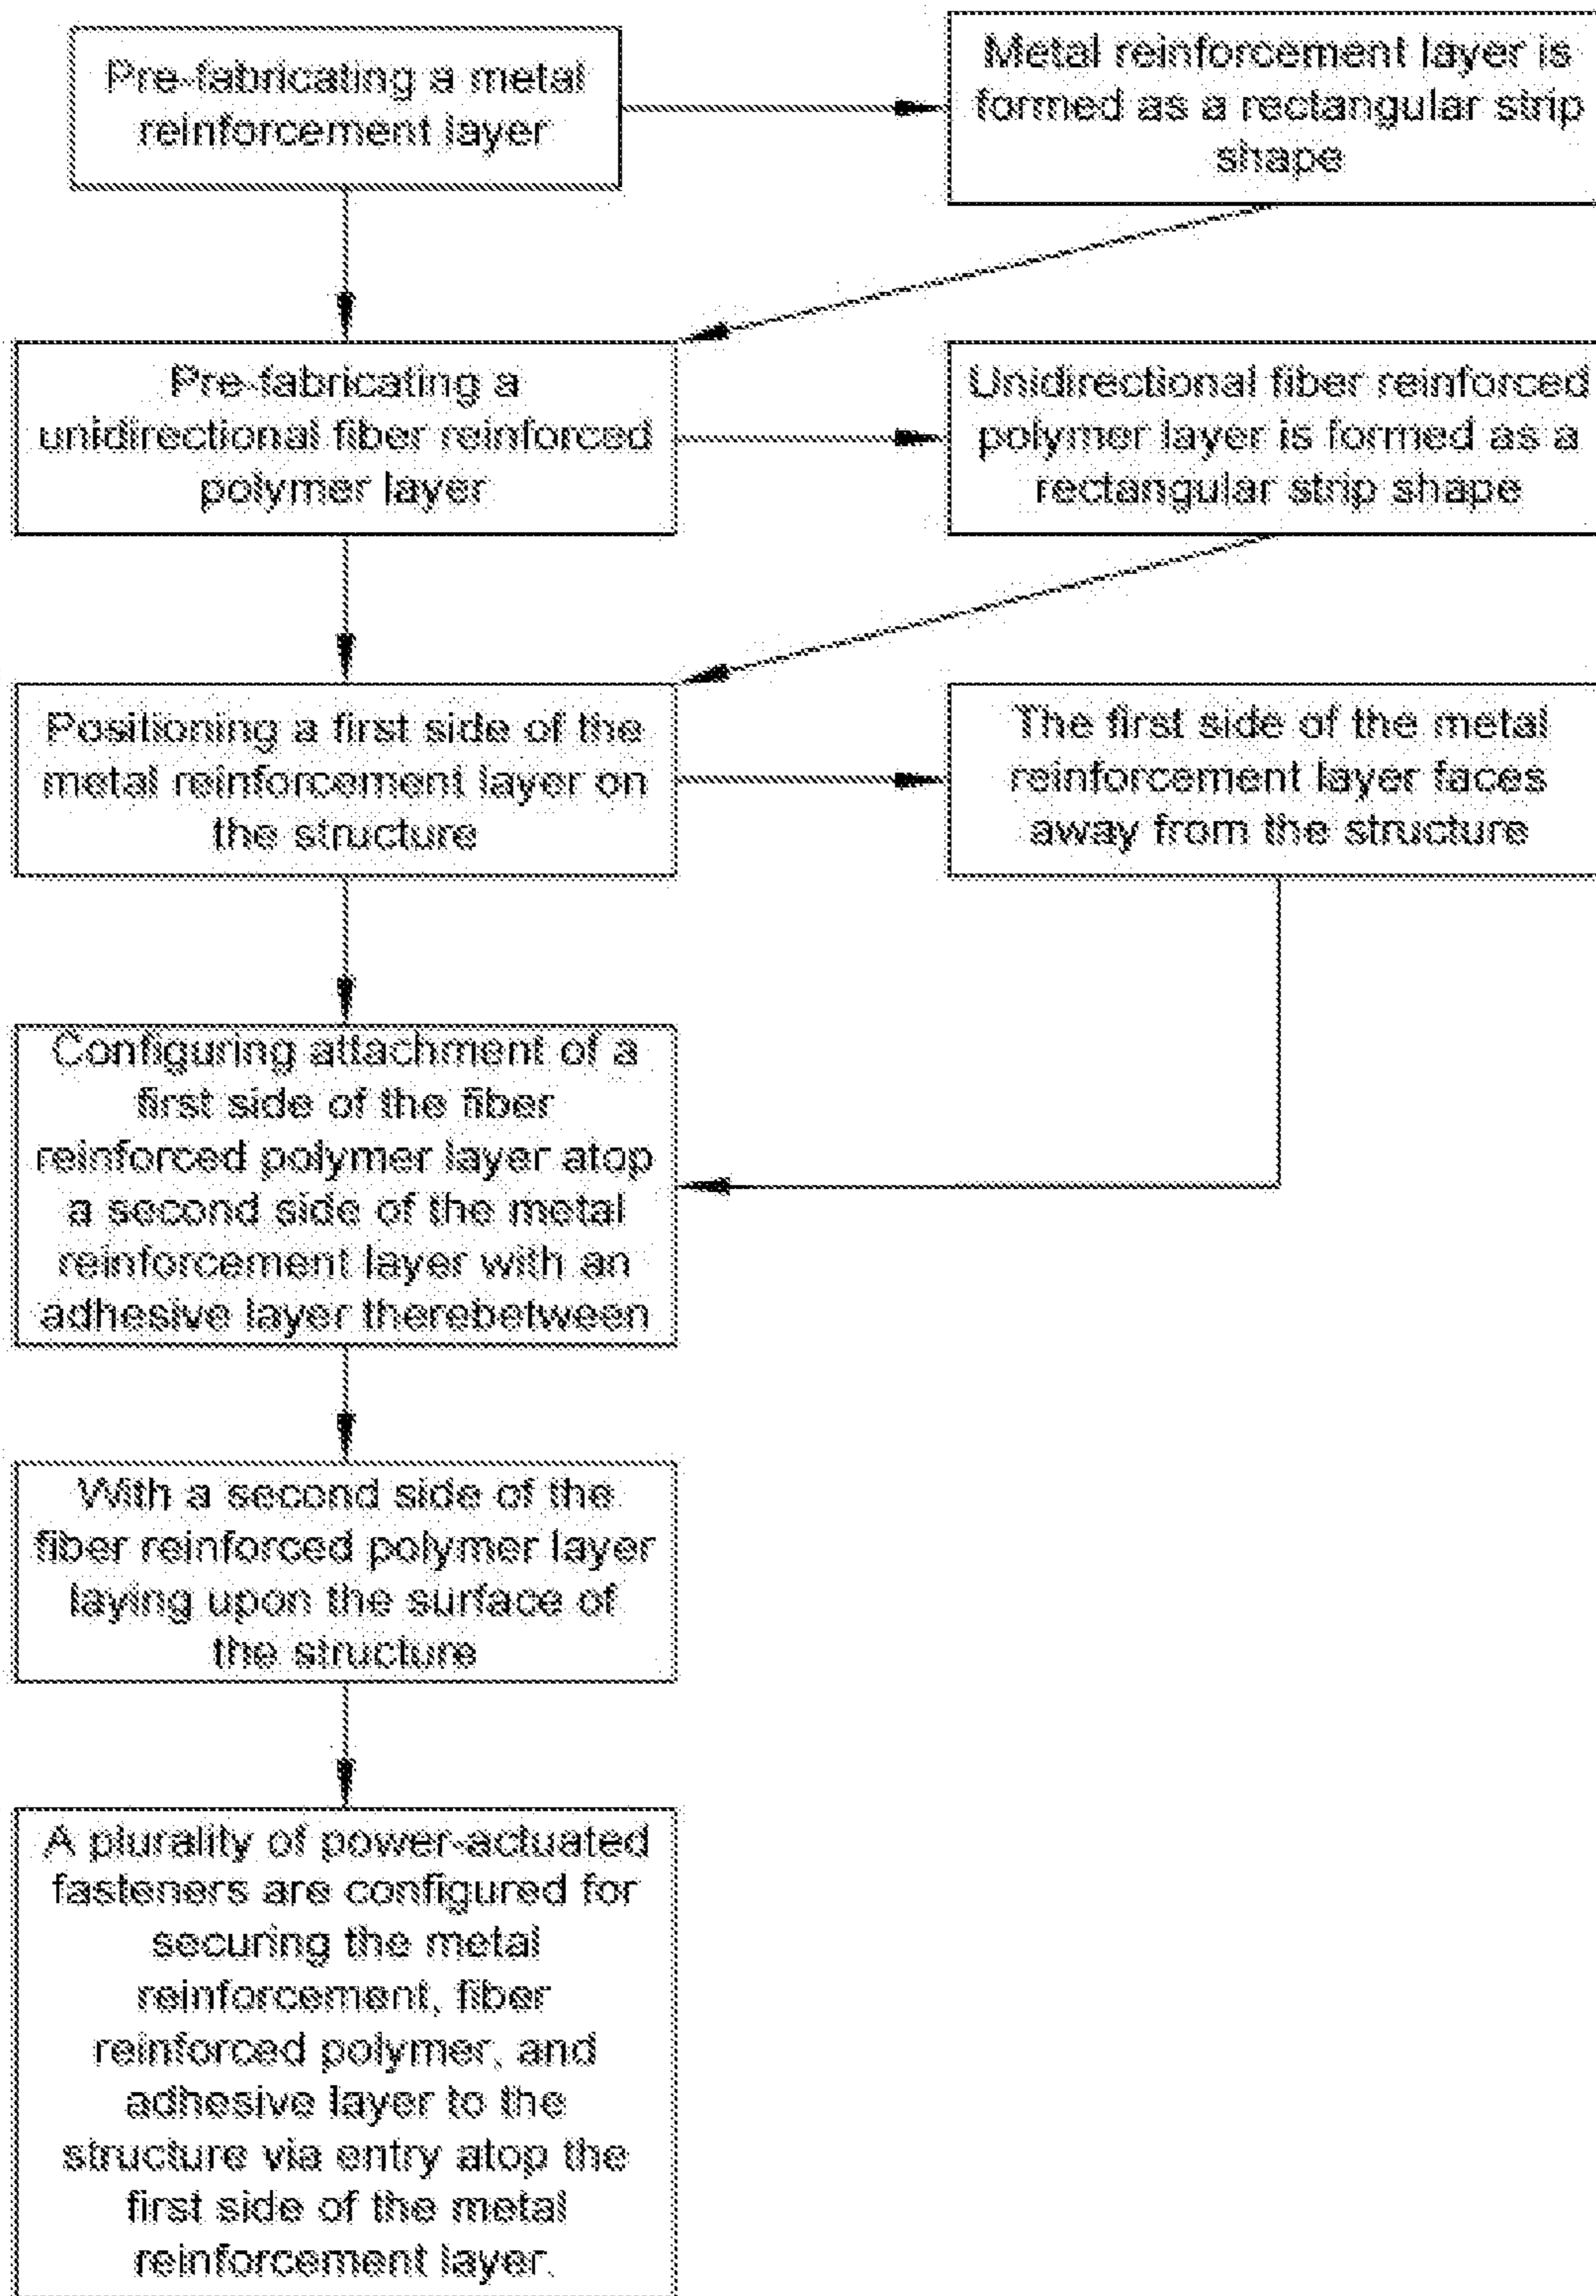 Pre-fabricating a metal
reinforcement layer
Metal reinforcement layer is
formed as a rectangular strip
shape
Pre-fabricating a
unidirectional fiber reinforced
polymer layer
Unidirectional fiber reinforced
polymer layer is formed as a
rectangular strip shape
Positioning a first side of the
metal reinforcement layer on
the structure
The first side of the metal
reinforcement layer faces
away from the structure
Configuring attachment of a
first side of the fiber
reinforced polymer layer atop
a second side of the metal
reinforcement layer with an
adhesive layer therebetween
With a second side of the
fiber reinforced polymer layer
laying upon the surface of
the structure
A plurality of power-actuated
fasteners are configured for
securing the metal
reinforcement, fiber
reinforced polymer, and
adhesive layer to the
structure via entry atop the
first side of the metal
reinforcement layer.